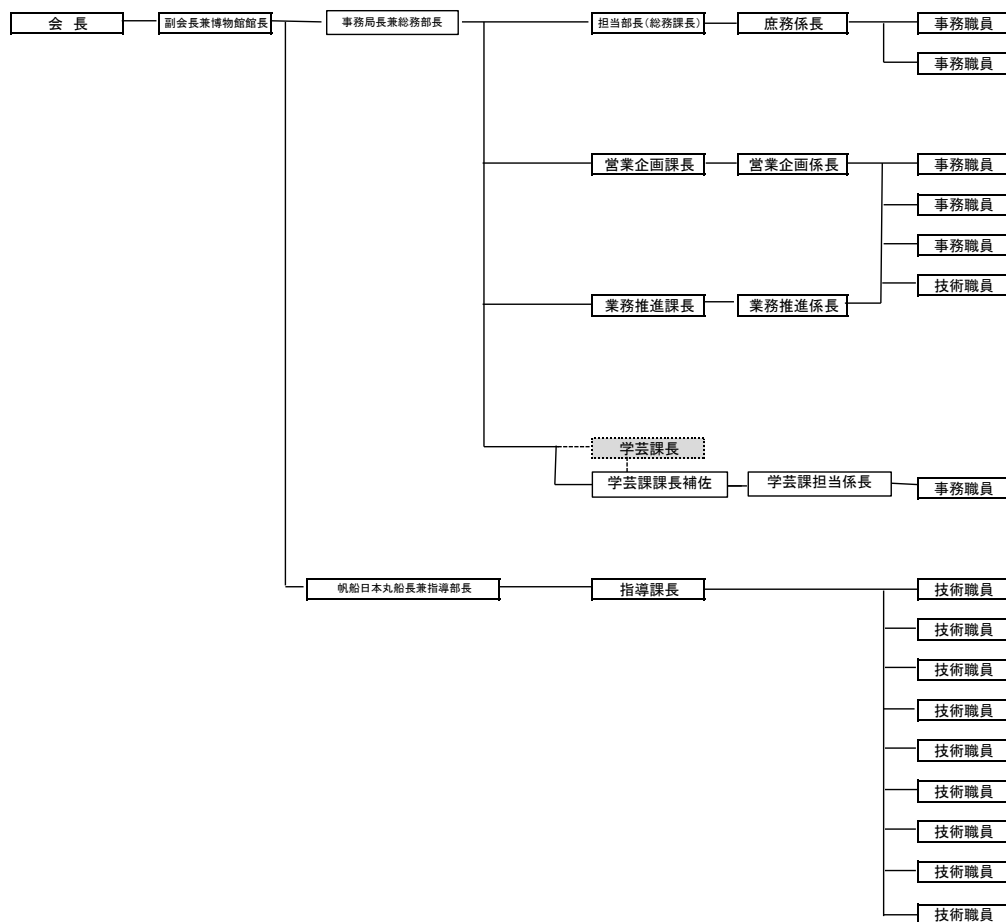 会 長
副会長兼博物館館長
事務局長兼総務部長
担当部長(総務課長)
庶務係長
事務職員
事務職員
営業企画課長
営業企画係長
事務職員
事務職員
事務職員
技術職員
業務推進課長
業務推進係長
学芸課長
学芸課課長補佐
学芸課担当係長
事務職員
帆船日本丸船長兼指導部長
指導課長
技術職員
技術職員
技術職員
技術職員
技術職員
技術職員
技術職員
技術職員
技術職員